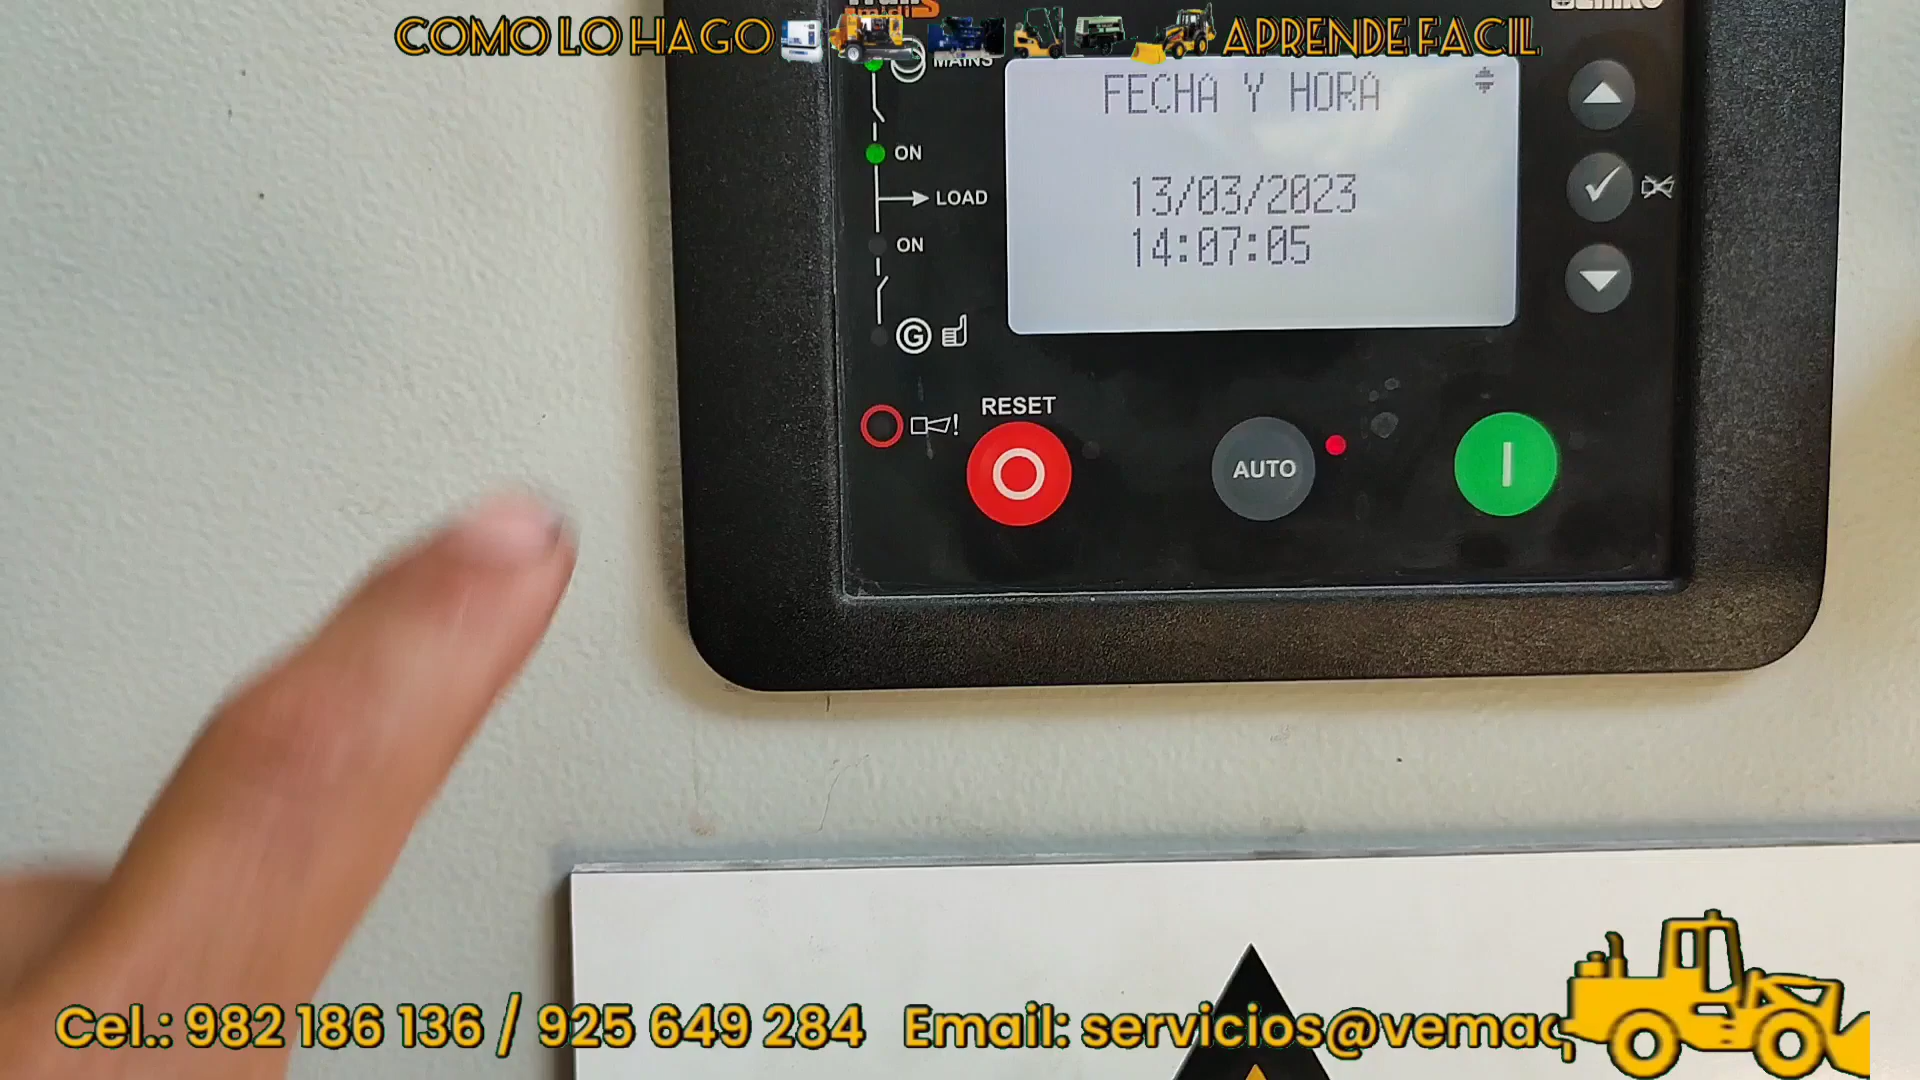 COMO LO HAGO APRENDE FACIL
MAINS
FECHA Y HORA
13/03/2023
14:07:05
ON
LOAD
ON
G
RESET
AUTO
Cel.: 982 186 136 / 925 649 284 Email: servicios@vemaq